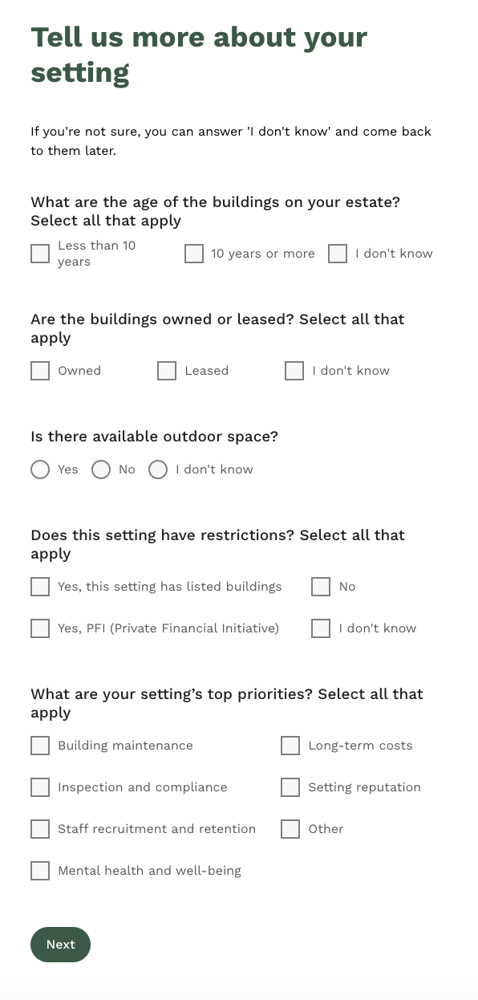 Tell us more about your
setting
If you're not sure, you can answer 'I don't know' and come back
to them later.
What are the age of the buildings on your estate?
Select all that apply
Less than 10
years
10 years or more
I don't know
Are the buildings owned or leased? Select all that
apply
Owned
Leased
I don't know
Is there available outdoor space?
Yes
No
I don't know
Does this setting have restrictions? Select all that
apply
Yes, this setting has listed buildings
No
Yes, PFI (Private Financial Initiative)
I don't know
What are your setting’s top priorities? Select all that
apply
Building maintenance
Long-term costs
Inspection and compliance
Setting reputation
Staff recruitment and retention
Other
Mental health and well-being
Next